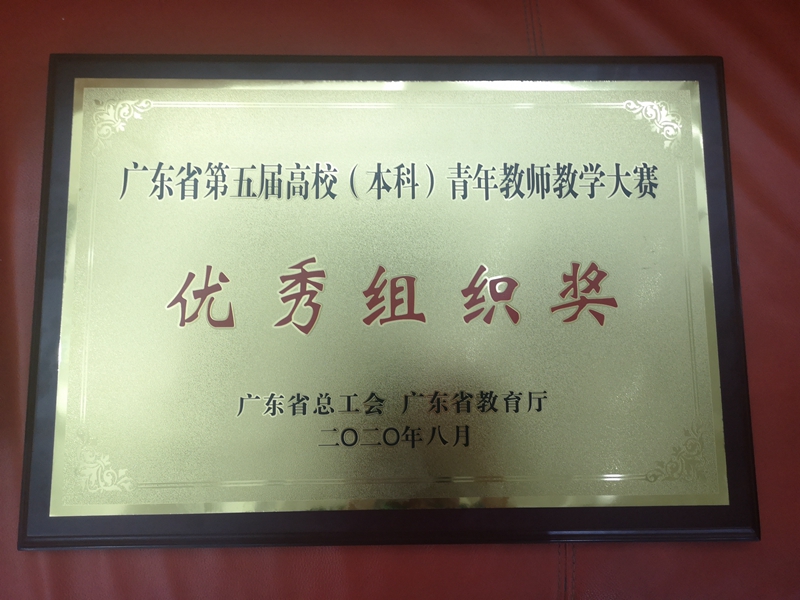 广东省第五届高校（本科）青年教师教学大赛
优秀组织奖
广东省总工会 广东省教育厅
二〇二〇年八月